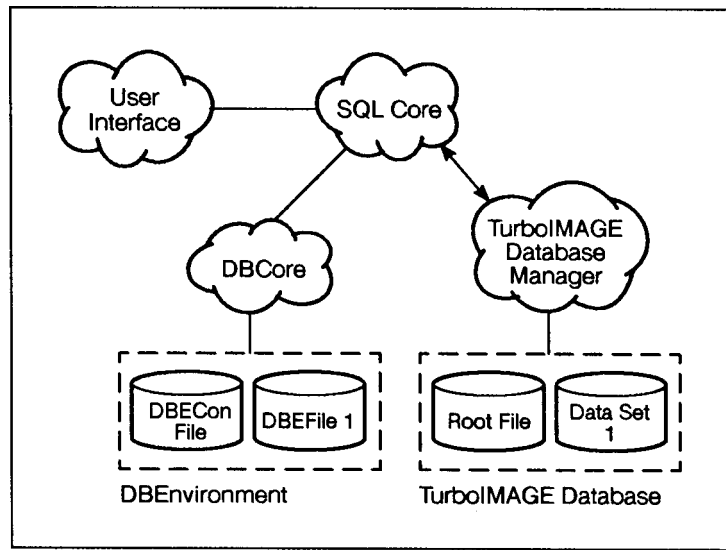 User
Interface
SQL Core
DBCore
TurboIMAGE
Database
Manager
DBECon
File
DBEFile 1
Root File
Data Set
1
DBEnvironment
TurboIMAGE Database